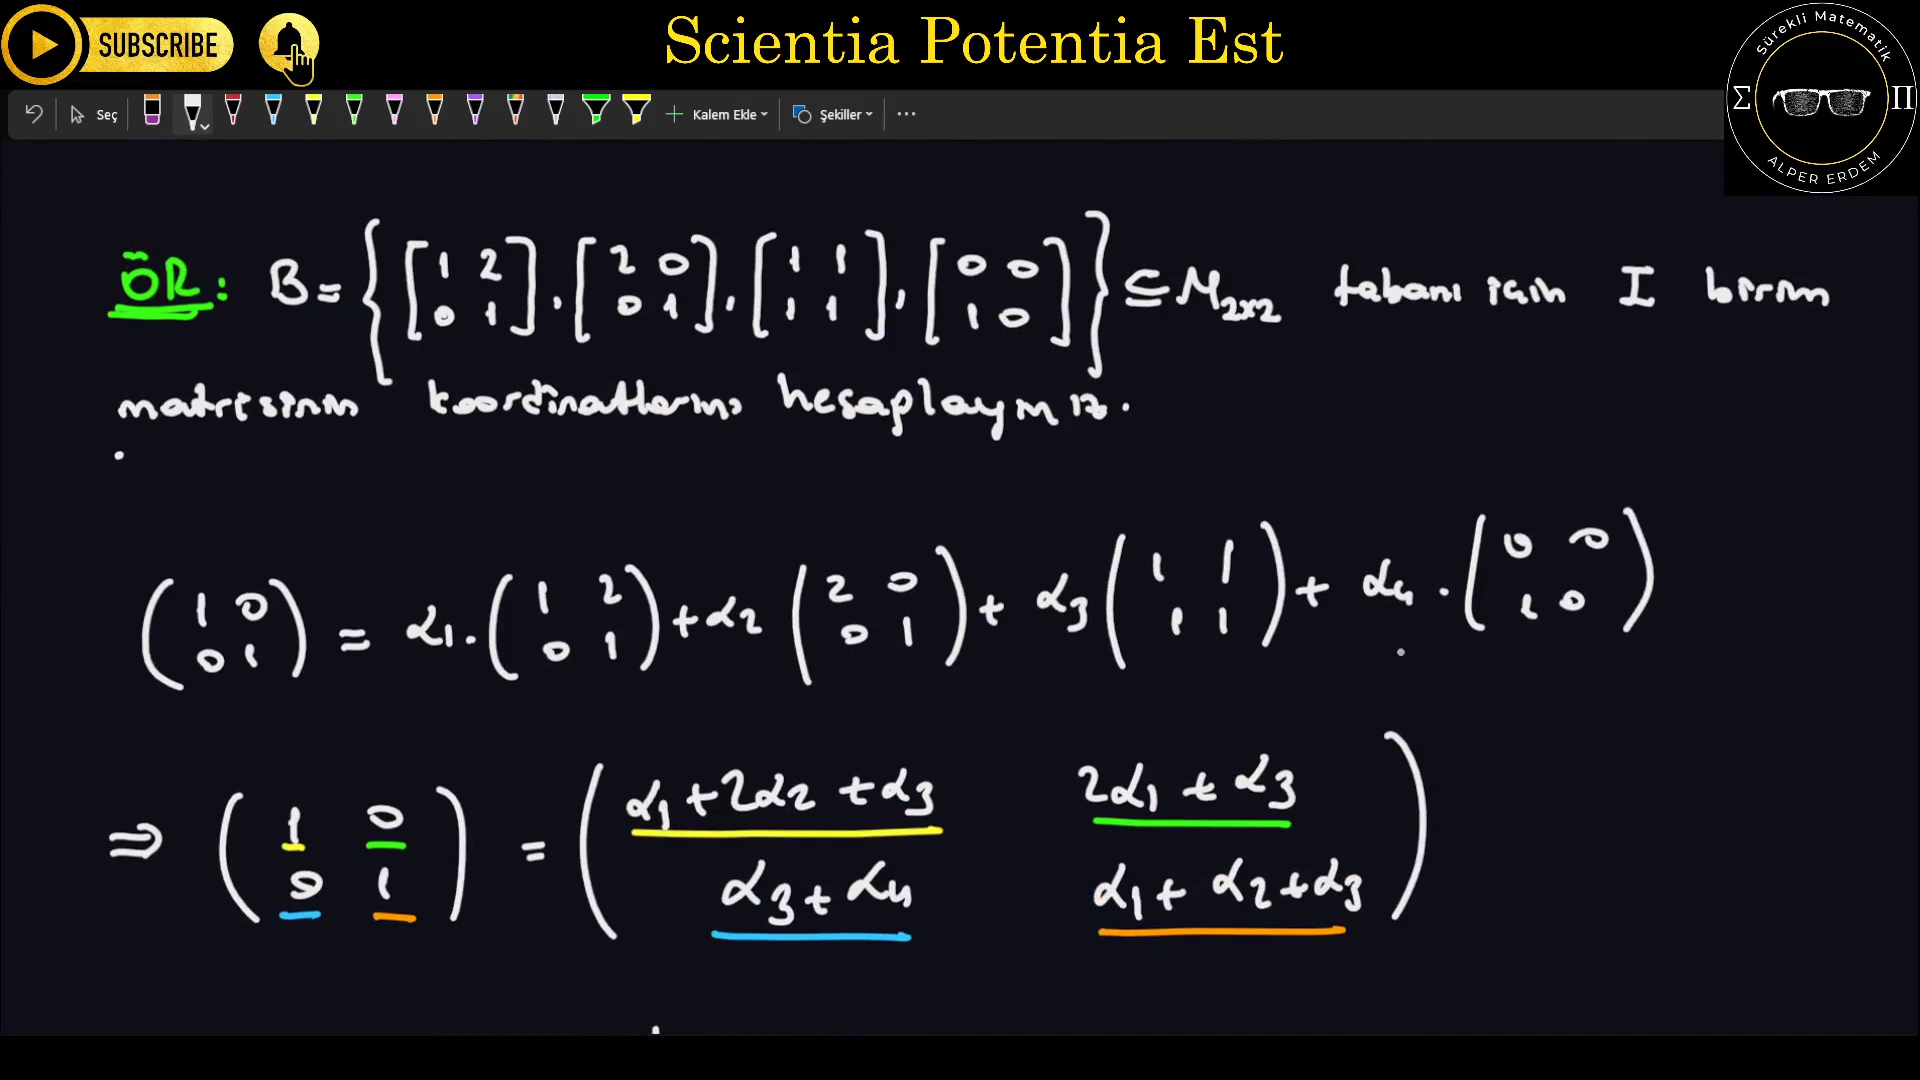 SUBSCRIBE
Scientia Potentia Est
Sürekli Matematik
Σ Π
ALPER ERDEM
Seç Kalem Ekle Şekiller ...
ÖR: B = { [1 2; 0 1], [2 0; 0 1], [1 1; 1 1], [0 0; 1 0] } ⊆ M2x2 tabanı için I birim
matrisinin koordinatlarını hesaplayınız.
(1 0; 0 1) = α1 . (1 2; 0 1) + α2 (2 0; 0 1) + α3 (1 1; 1 1) + α4 . (0 0; 1 0)
⇒ (1 0; 0 1) = (α1 + 2α2 + α3 2α1 + α3; α3 + α4 α1 + α2 + α3)